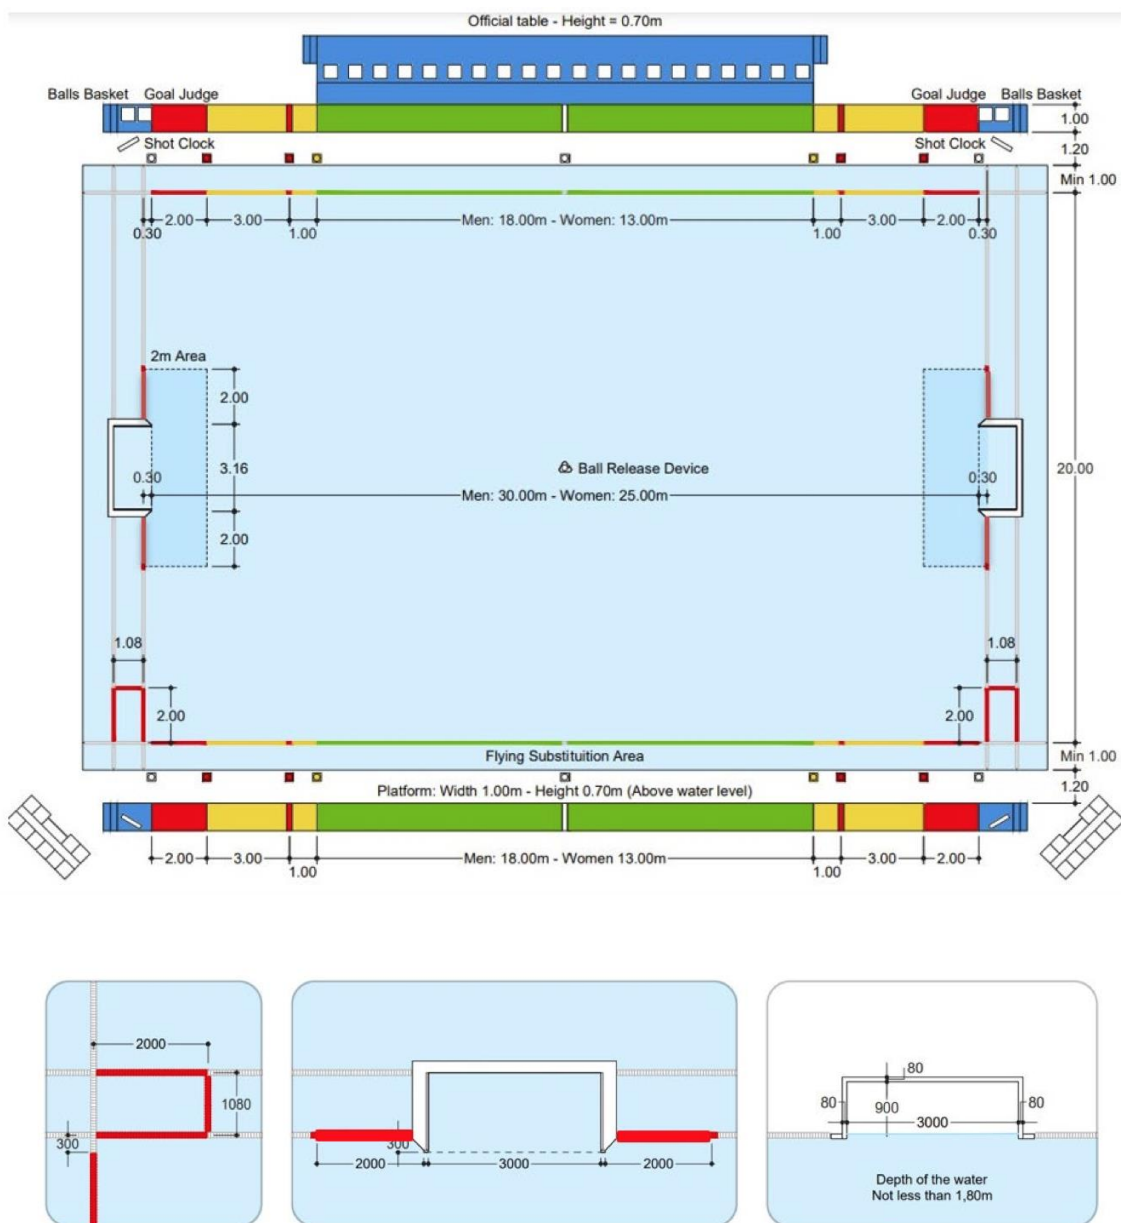 Official table - Height = 0.70m
Balls Basket Goal Judge Goal Judge Balls Basket
1.00
Shot Clock Shot Clock
1.20
Min 1.00
2.00 3.00 Men: 18.00m - Women: 13.00m 3.00 2.00
0.30 1.00 1.00 0.30
2m Area
2.00
3.16
Ball Release Device
20.00
0.30 0.30
Men: 30.00m - Women: 25.00m
2.00
1.08 1.08
2.00 2.00
Flying Substituition Area
Min 1.00
Platform: Width 1.00m - Height 0.70m (Above water level)
1.20
2.00 3.00 Men: 18.00m - Women 13.00m 3.00 2.00
1.00 1.00
2000
1080
300
300
2000 3000 2000
80
80 900 80
3000
Depth of the water
Not less than 1,80m